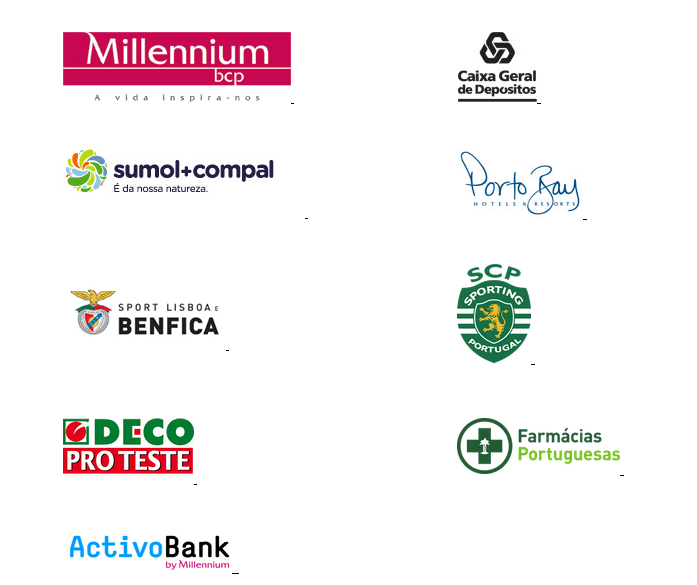 Millennium
bcp
A vida inspira-nos
Caixa Geral
de Depositos
sumol+compal
É da nossa natureza.
Porto Bay
HOTELS & RESORTS
SPORT LISBOA E
BENFICA
SCP
SPORTING
PORTUGAL
DECO
PRO TESTE
Farmácias
Portuguesas
ActivoBank
by Millennium